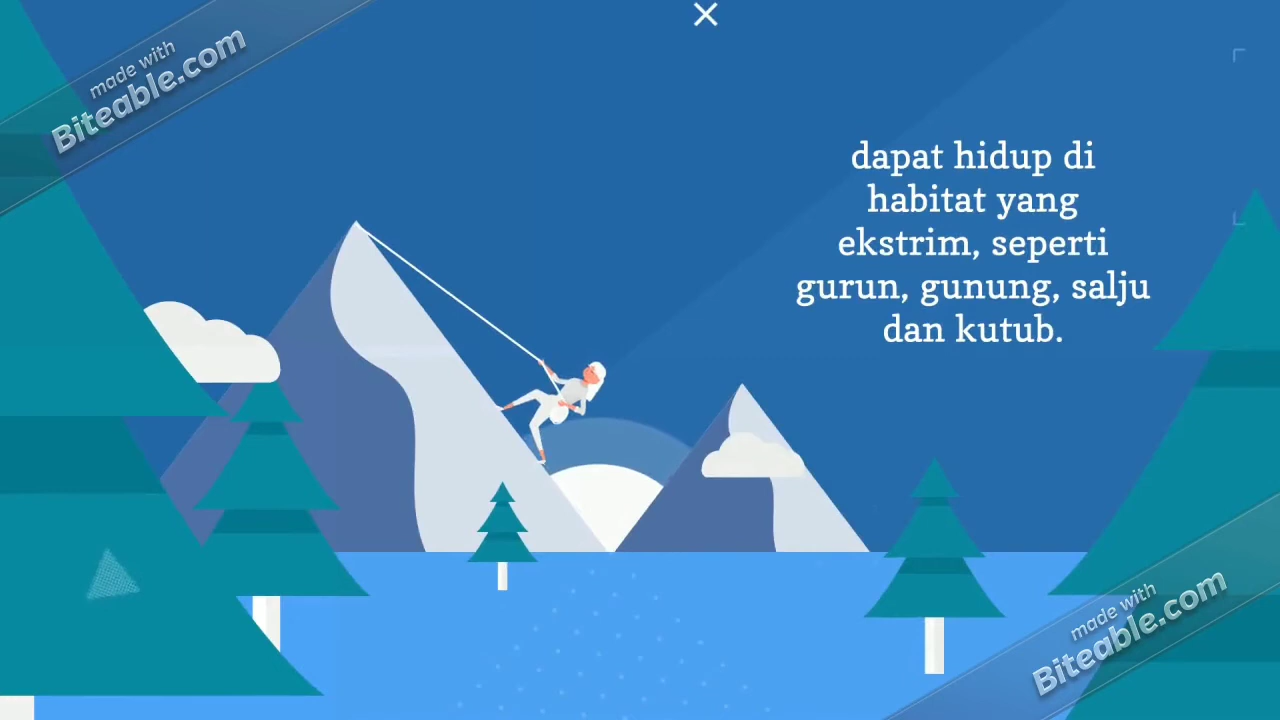 made with
Biteable.com
dapat hidup di
habitat yang
ekstrim, seperti
gurun, gunung, salju
dan kutub.
made with
Biteable.com